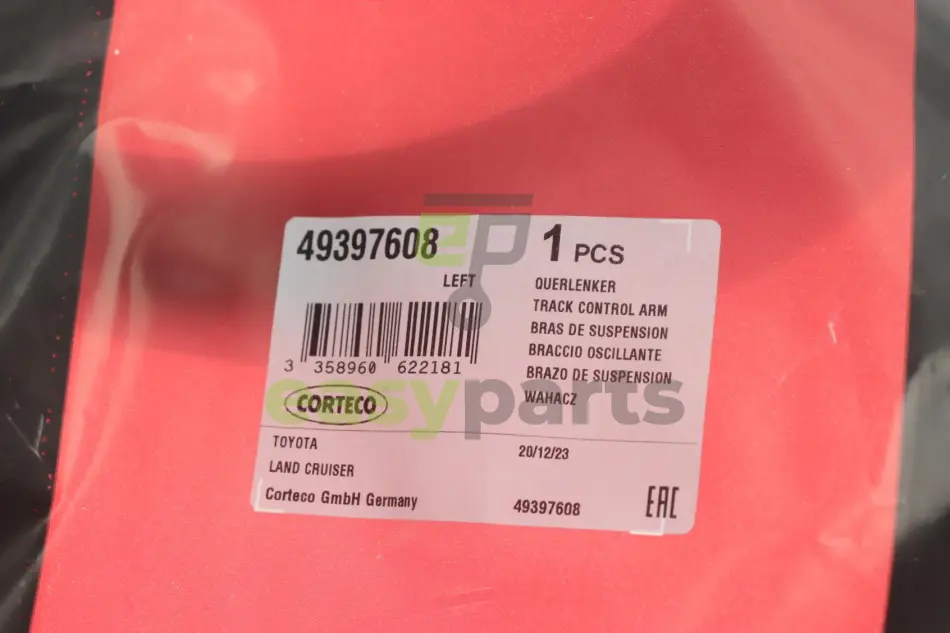 49397608
LEFT
3 358960 622181
CORTECO
1 PCS
QUERLENKER
TRACK CONTROL ARM
BRAS DE SUSPENSION
BRACCIO OSCILLANTE
BRAZO DE SUSPENSION
WAHACZ
easyparts
TOYOTA
20/12/23
LAND CRUISER
Corteco GmbH Germany
49397608
EAC